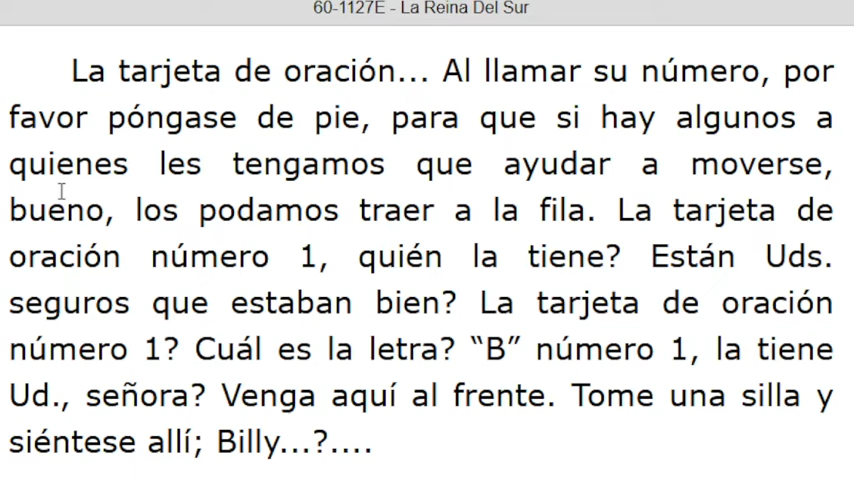 60-1127E - La Reina Del Sur
La tarjeta de oración... Al llamar su número, por
favor póngase de pie, para que si hay algunos a
quienes les tengamos que ayudar a moverse,
bueno, los podamos traer a la fila. La tarjeta de
oración número 1, quién la tiene? Están Uds.
seguros que estaban bien? La tarjeta de oración
número 1? Cuál es la letra? “B” número 1, la tiene
Ud., señora? Venga aquí al frente. Tome una silla y
siéntese allí; Billy...?....